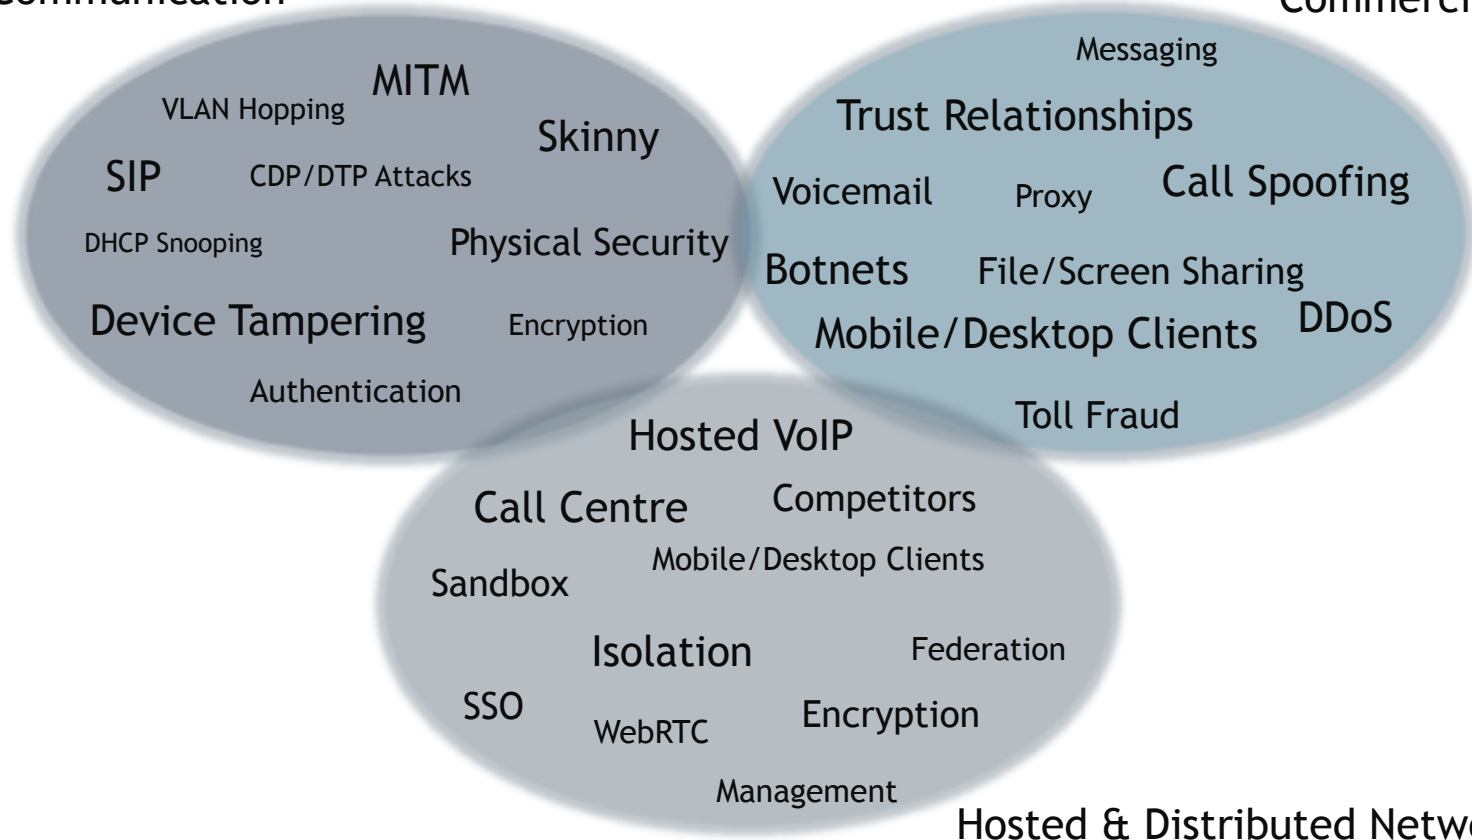 MITM
VLAN Hopping
Skinny
SIP
CDP/DTP Attacks
DHCP Snooping
Physical Security
Device Tampering
Encryption
Authentication
Messaging
Trust Relationships
Voicemail
Proxy
Call Spoofing
Botnets
File/Screen Sharing
Mobile/Desktop Clients
DDoS
Toll Fraud
Hosted VoIP
Call Centre
Competitors
Mobile/Desktop Clients
Sandbox
Isolation
Federation
SSO
WebRTC
Encryption
Management
Hosted & Distributed